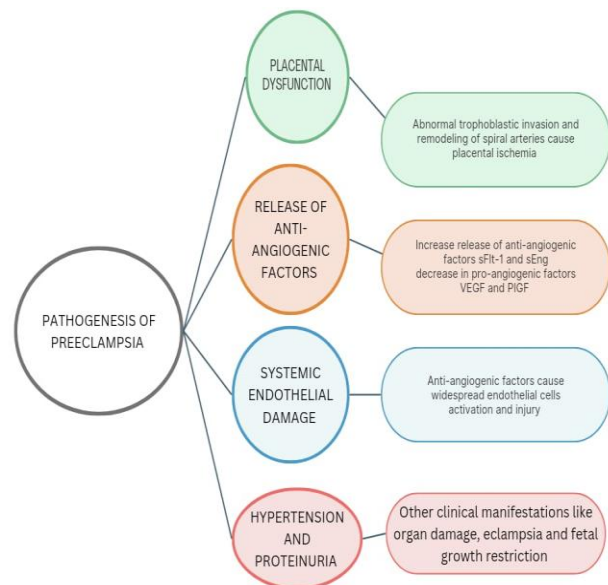 PLACENTAL
DYSFUNCTION
Abnormal trophoblastic invasion and
remodeling of spiral arteries cause
placental ischemia
RELEASE OF
ANTI-
ANGIOGENIC
FACTORS
Increase release of anti-angiogenic
factors sFlt-1 and sEng
decrease in pro-angiogenic factors
VEGF and PlGF
PATHOGENESIS OF
PREECLAMPSIA
SYSTEMIC
ENDOTHELIAL
DAMAGE
Anti-angiogenic factors cause
widespread endothelial cells
activation and injury
HYPERTENSION
AND
PROTEINURIA
Other clinical manifestations like
organ damage, eclampsia and fetal
growth restriction